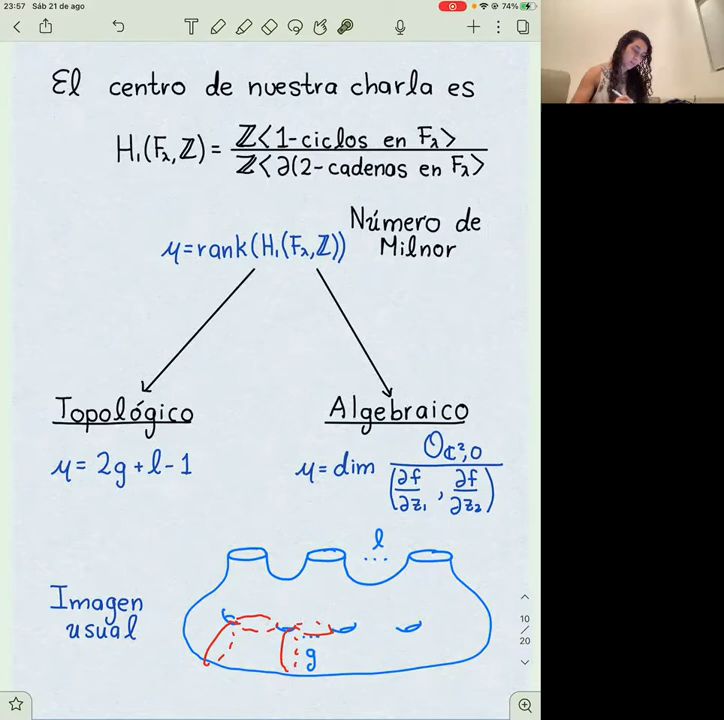 23:57 Sáb 21 de ago
74%
El centro de nuestra charla es
H₁(F_λ,ℤ) = ℤ<1-ciclos en F_λ> / ℤ<∂(2-cadenas en F_λ>
Número de
Milnor
μ=rank(H₁(F_λ,ℤ))
Topológico
Algebraico
μ= 2g+l-1
μ= dim O_ℂ²,0 / (∂f/∂z₁, ∂f/∂z₂)
l
...
Imagen
usual
...
g
10
/
20